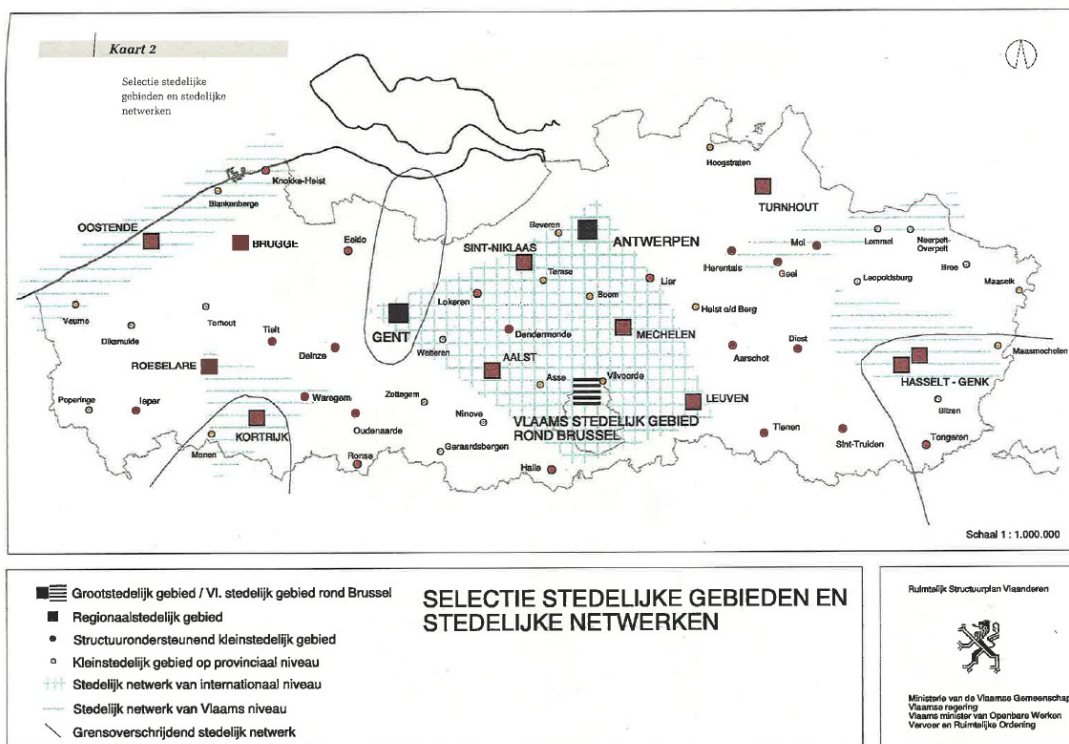 Kaart 2
Selectie stedelijke
gebieden en stedelijke
netwerken
Hoogstraten
Knokke-Heist
Blankenberge
TURNHOUT
OOSTENDE
BRUGGE
Eeklo
Beveren
ANTWERPEN
SINT-NIKLAAS
Mol
Lommel
Neerpelt-
Overpelt
Herentals
Geel
Bree
Temse
Lier
Leopoldsburg
Maaseik
Lokeren
Boom
Heist o/d Berg
Veurne
Torhout
GENT
Diksmuide
Tielt
Deinze
Wetteren
Dendermonde
MECHELEN
Aarschot
Diest
Maasmechelen
ROESELARE
AALST
HASSELT - GENK
Asse
Vilvoorde
Poperinge
Ieper
Waregem
Zottegem
LEUVEN
Bilzen
KORTRIJK
Oudenaarde
Ninove
VLAAMS STEDELIJK GEBIED
ROND BRUSSEL
Tienen
Sint-Truiden
Tongeren
Menen
Ronse
Geraardsbergen
Halle
Schaal 1 : 1.000.000
Grootstedelijk gebied / Vl. stedelijk gebied rond Brussel
Regionaalstedelijk gebied
Structuurondersteunend kleinstedelijk gebied
Kleinstedelijk gebied op provinciaal niveau
Stedelijk netwerk van internationaal niveau
Stedelijk netwerk van Vlaams niveau
Grensoverschrijdend stedelijk netwerk
SELECTIE STEDELIJKE GEBIEDEN EN
STEDELIJKE NETWERKEN
Ruimtelijk Structuurplan Vlaanderen
Ministerie van de Vlaamse Gemeenschap
Vlaamse regering
Vlaams minister van Openbare Werken
Vervoer en Ruimtelijke Ordening